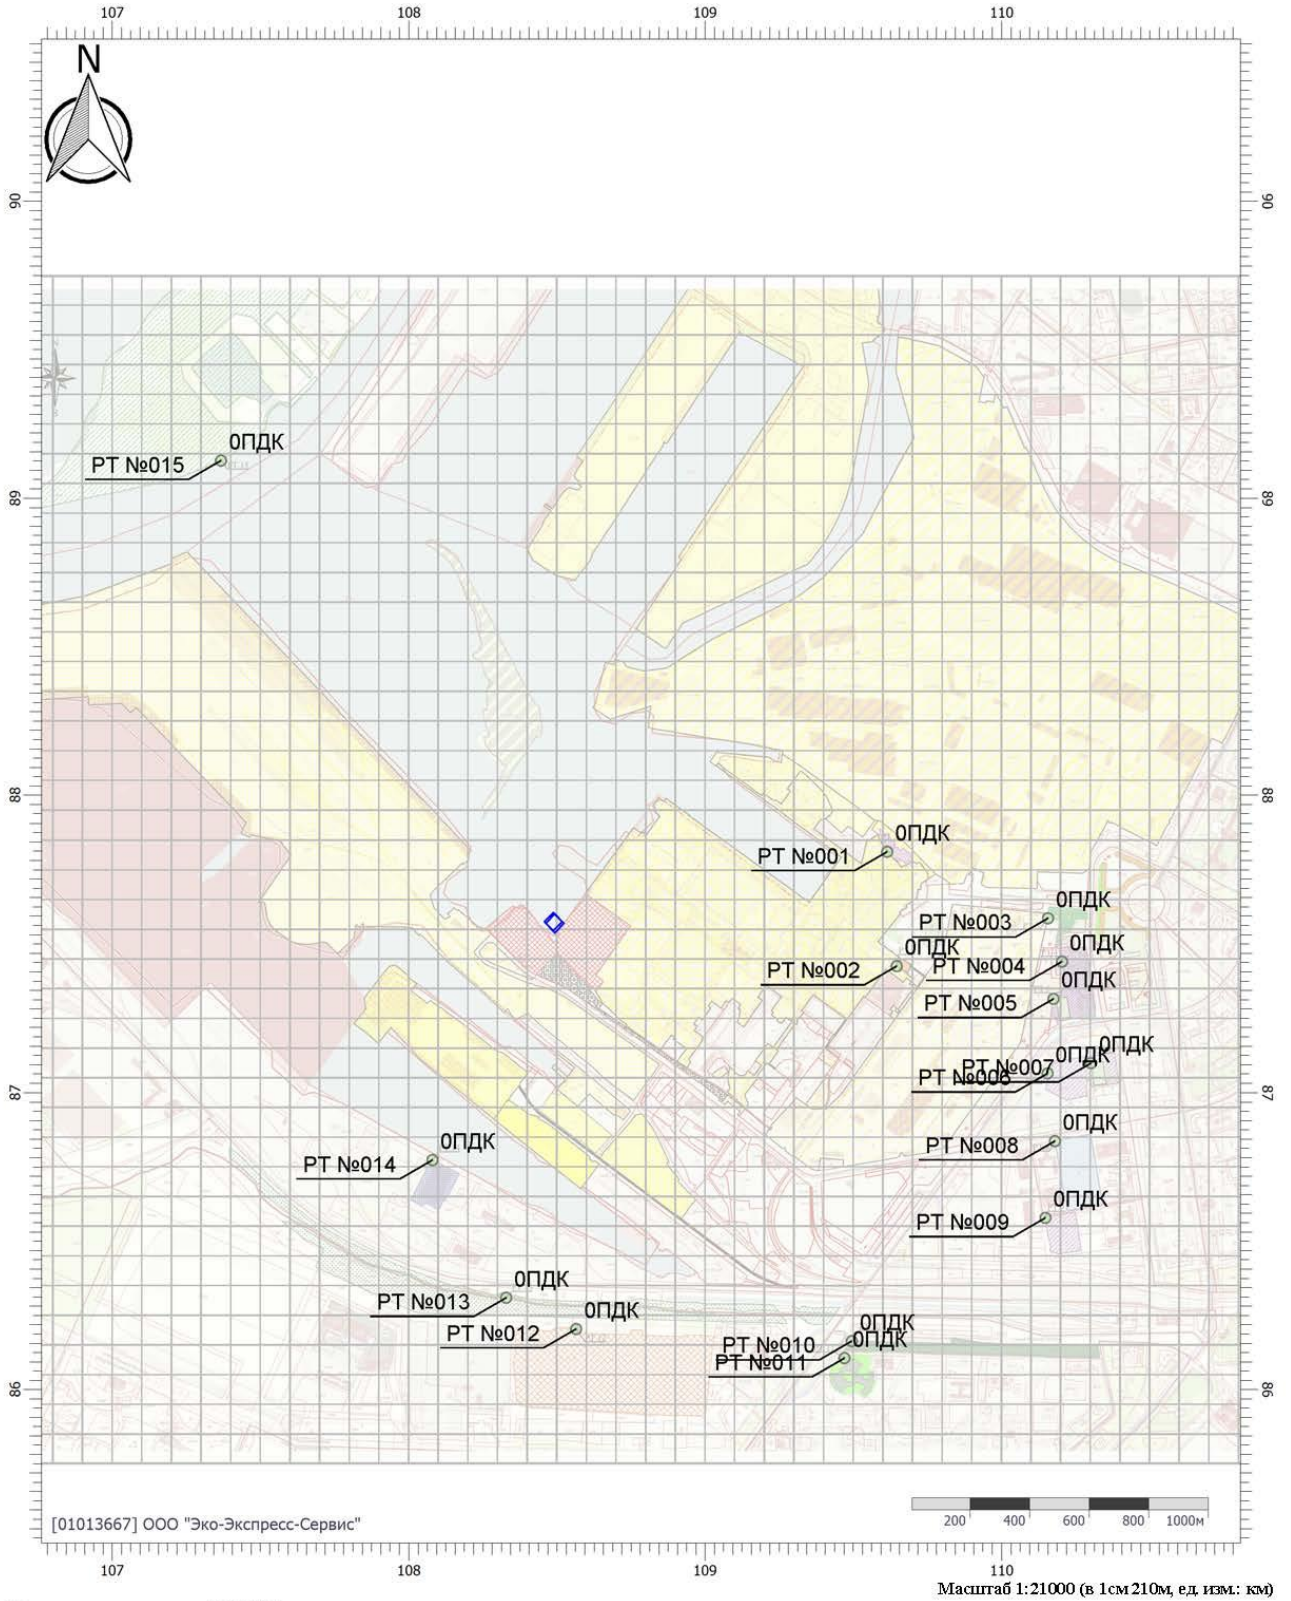 107 108 109 110
N
90 90
0ПДК
РТ №015
89 89
88 88
0ПДК
РТ №001
0ПДК
РТ №003
0ПДК
РТ №002
0ПДК
РТ №004
0ПДК
РТ №005
0ПДК
РТ №007
0ПДК
РТ №006
87 87
0ПДК
РТ №008
0ПДК
РТ №014
0ПДК
РТ №009
0ПДК
РТ №013
0ПДК
РТ №012
0ПДК
РТ №010
0ПДК
РТ №011
86 86
[01013667] ООО "Эко-Экспресс-Сервис"
200 400 600 800 1000м
107 108 109 110
Масштаб 1:21000 (в 1см 210м, ед. изм.: км)